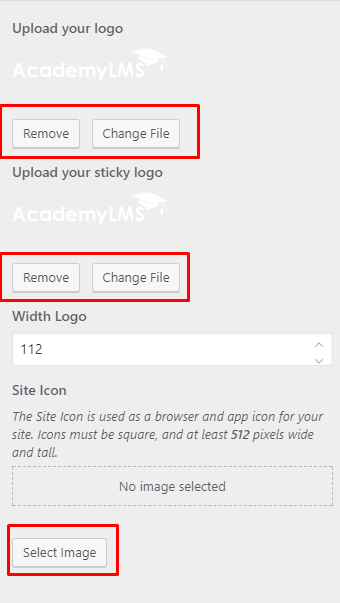 Upload your logo
AcademyLMS
Remove Change File
Upload your sticky logo
AcademyLMS
Remove Change File
Width Logo
112
Site Icon
The Site Icon is used as a browser and app icon for your
site. Icons must be square, and at least 512 pixels wide
and tall.
No image selected
Select Image